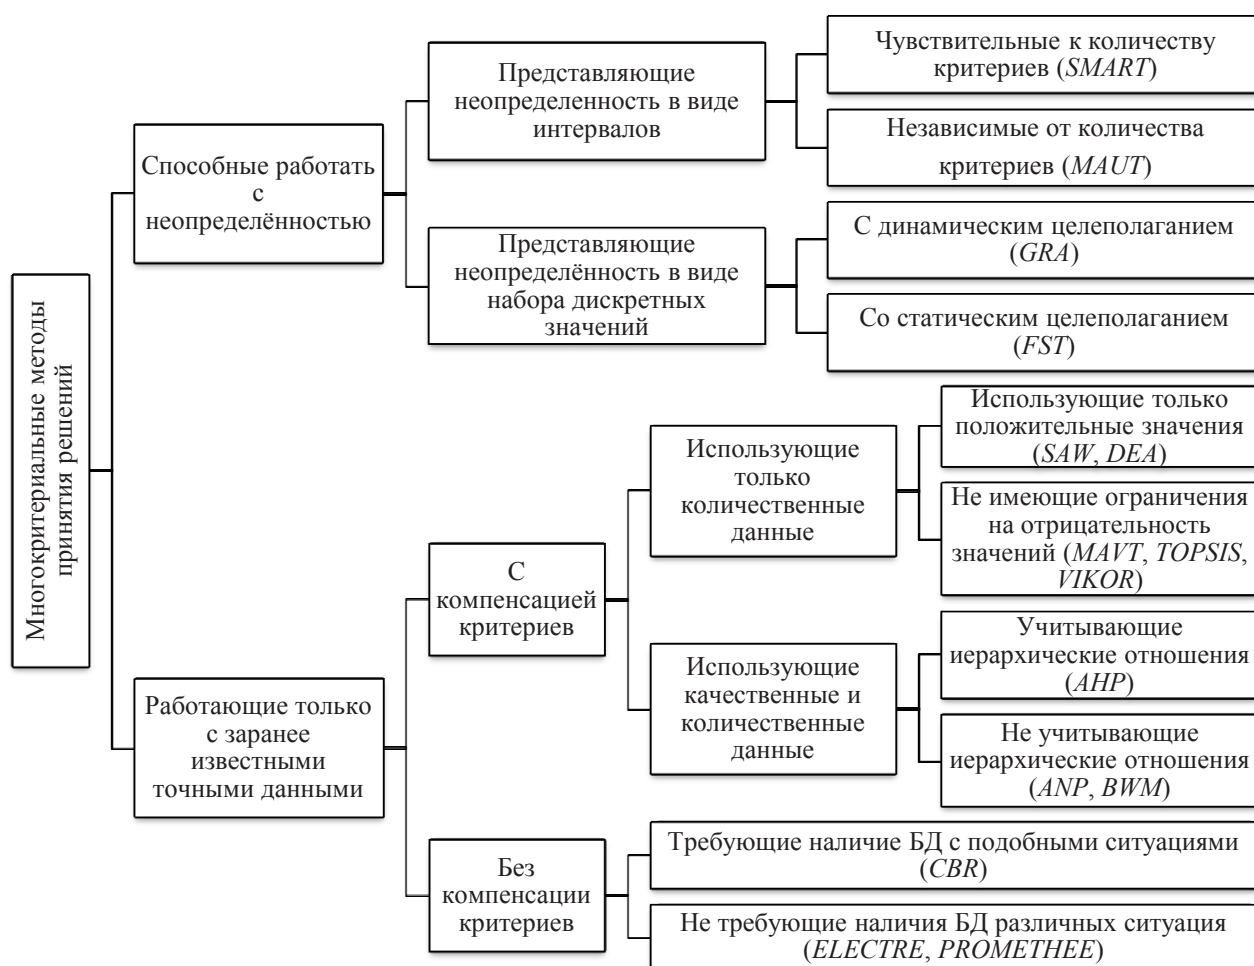 Многокритериальные методы
принятия решений
Способные работать
с
неопределённостью
Представляющие
неопределенность в виде
интервалов
Чувствительные к количеству
критериев (SMART)
Независимые от количества
критериев (MAUT)
Представляющие
неопределённость в виде
набора дискретных
значений
С динамическим целеполаганием
(GRA)
Со статическим целеполаганием
(FST)
Работающие только
с заранее
известными
точными данными
С
компенсацией
критериев
Использующие
только
количественные
данные
Использующие только
положительные значения
(SAW, DEA)
Не имеющие ограничения
на отрицательность
значений (MAVT, TOPSIS,
VIKOR)
Использующие
качественные и
количественные
данные
Учитывающие
иерархические отношения
(AHP)
Не учитывающие
иерархические отношения
(ANP, BWM)
Без
компенсации
критериев
Требующие наличие БД с подобными ситуациями
(CBR)
Не требующие наличия БД различных ситуация
(ELECTRE, PROMETHEE)